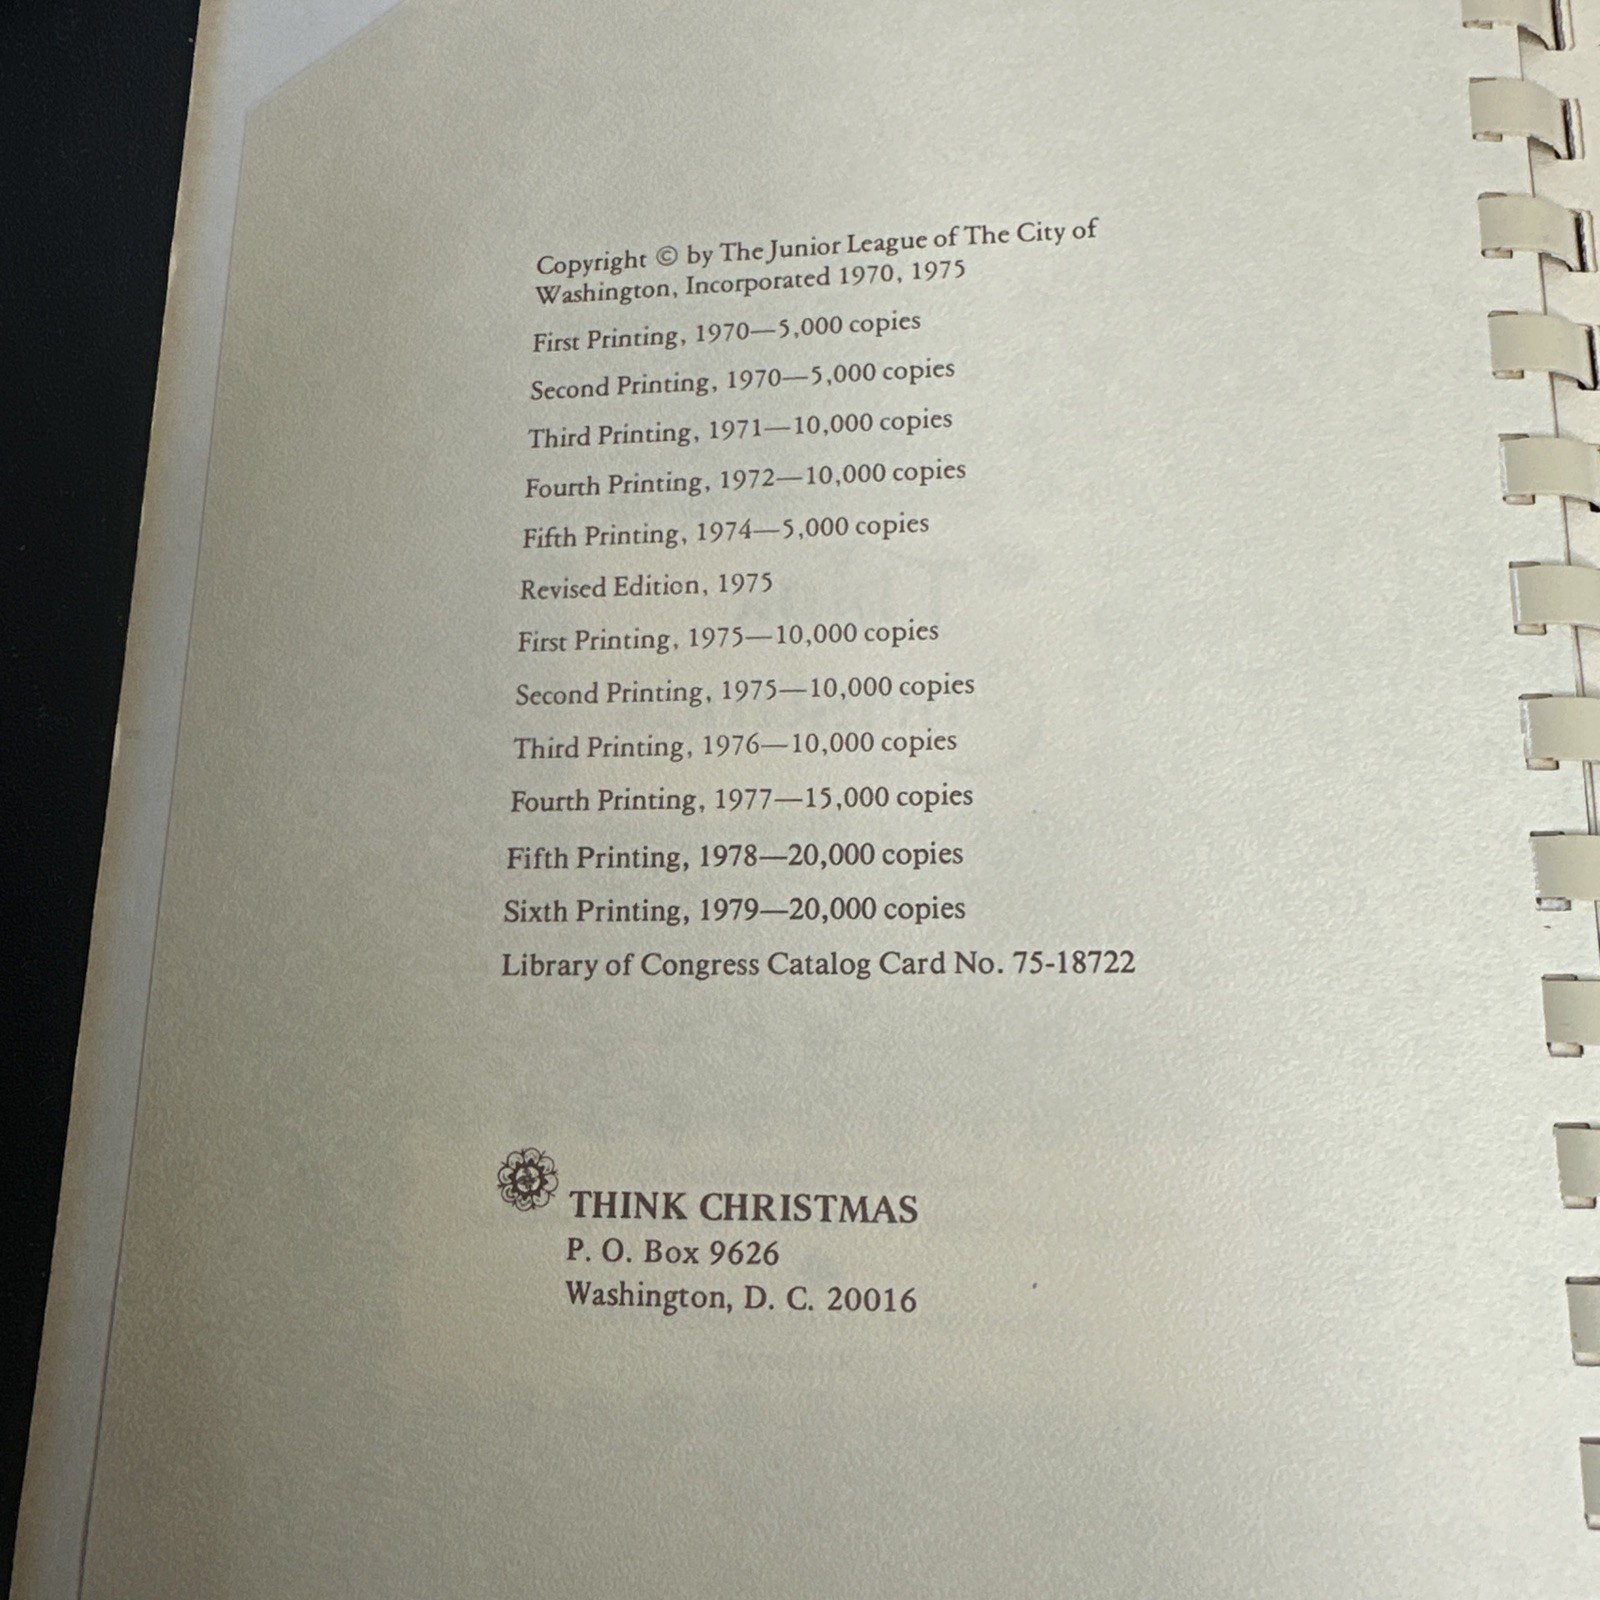 Copyright © by The Junior League of The City of
Washington, Incorporated 1970, 1975
First Printing, 1970—5,000 copies
Second Printing, 1970—5,000 copies
Third Printing, 1971—10,000 copies
Fourth Printing, 1972—10,000 copies
Fifth Printing, 1974—5,000 copies
Revised Edition, 1975
First Printing, 1975—10,000 copies
Second Printing, 1975—10,000 copies
Third Printing, 1976—10,000 copies
Fourth Printing, 1977—15,000 copies
Fifth Printing, 1978—20,000 copies
Sixth Printing, 1979—20,000 copies
Library of Congress Catalog Card No. 75-18722
THINK CHRISTMAS
P. O. Box 9626
Washington, D. C. 20016